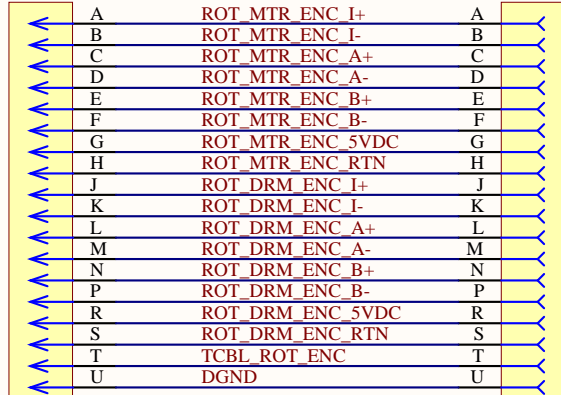 A ROT_MTR_ENC_I+ A
B ROT_MTR_ENC_I- B
C ROT_MTR_ENC_A+ C
D ROT_MTR_ENC_A- D
E ROT_MTR_ENC_B+ E
F ROT_MTR_ENC_B- F
G ROT_MTR_ENC_5VDC G
H ROT_MTR_ENC_RTN H
J ROT_DRM_ENC_I+ J
K ROT_DRM_ENC_I- K
L ROT_DRM_ENC_A+ L
M ROT_DRM_ENC_A- M
N ROT_DRM_ENC_B+ N
P ROT_DRM_ENC_B- P
R ROT_DRM_ENC_5VDC R
S ROT_DRM_ENC_RTN S
T TCBL_ROT_ENC T
U DGND U